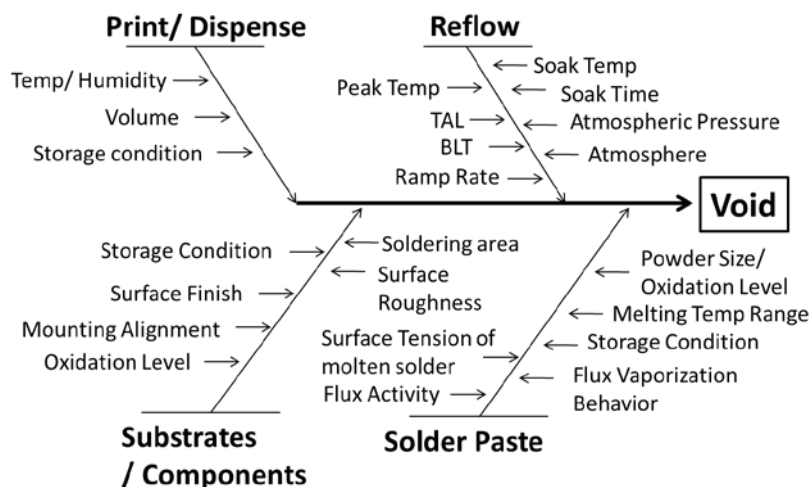 Print/ Dispense
Temp/ Humidity
Volume
Storage condition
Reflow
Peak Temp
TAL
BLT
Ramp Rate
Soak Temp
Soak Time
Atmospheric Pressure
Atmosphere
Void
Storage Condition
Surface Finish
Mounting Alignment
Oxidation Level
Soldering area
Surface
Roughness
Substrates
/ Components
Surface Tension of
molten solder
Flux Activity
Powder Size/
Oxidation Level
Melting Temp Range
Storage Condition
Flux Vaporization
Behavior
Solder Paste